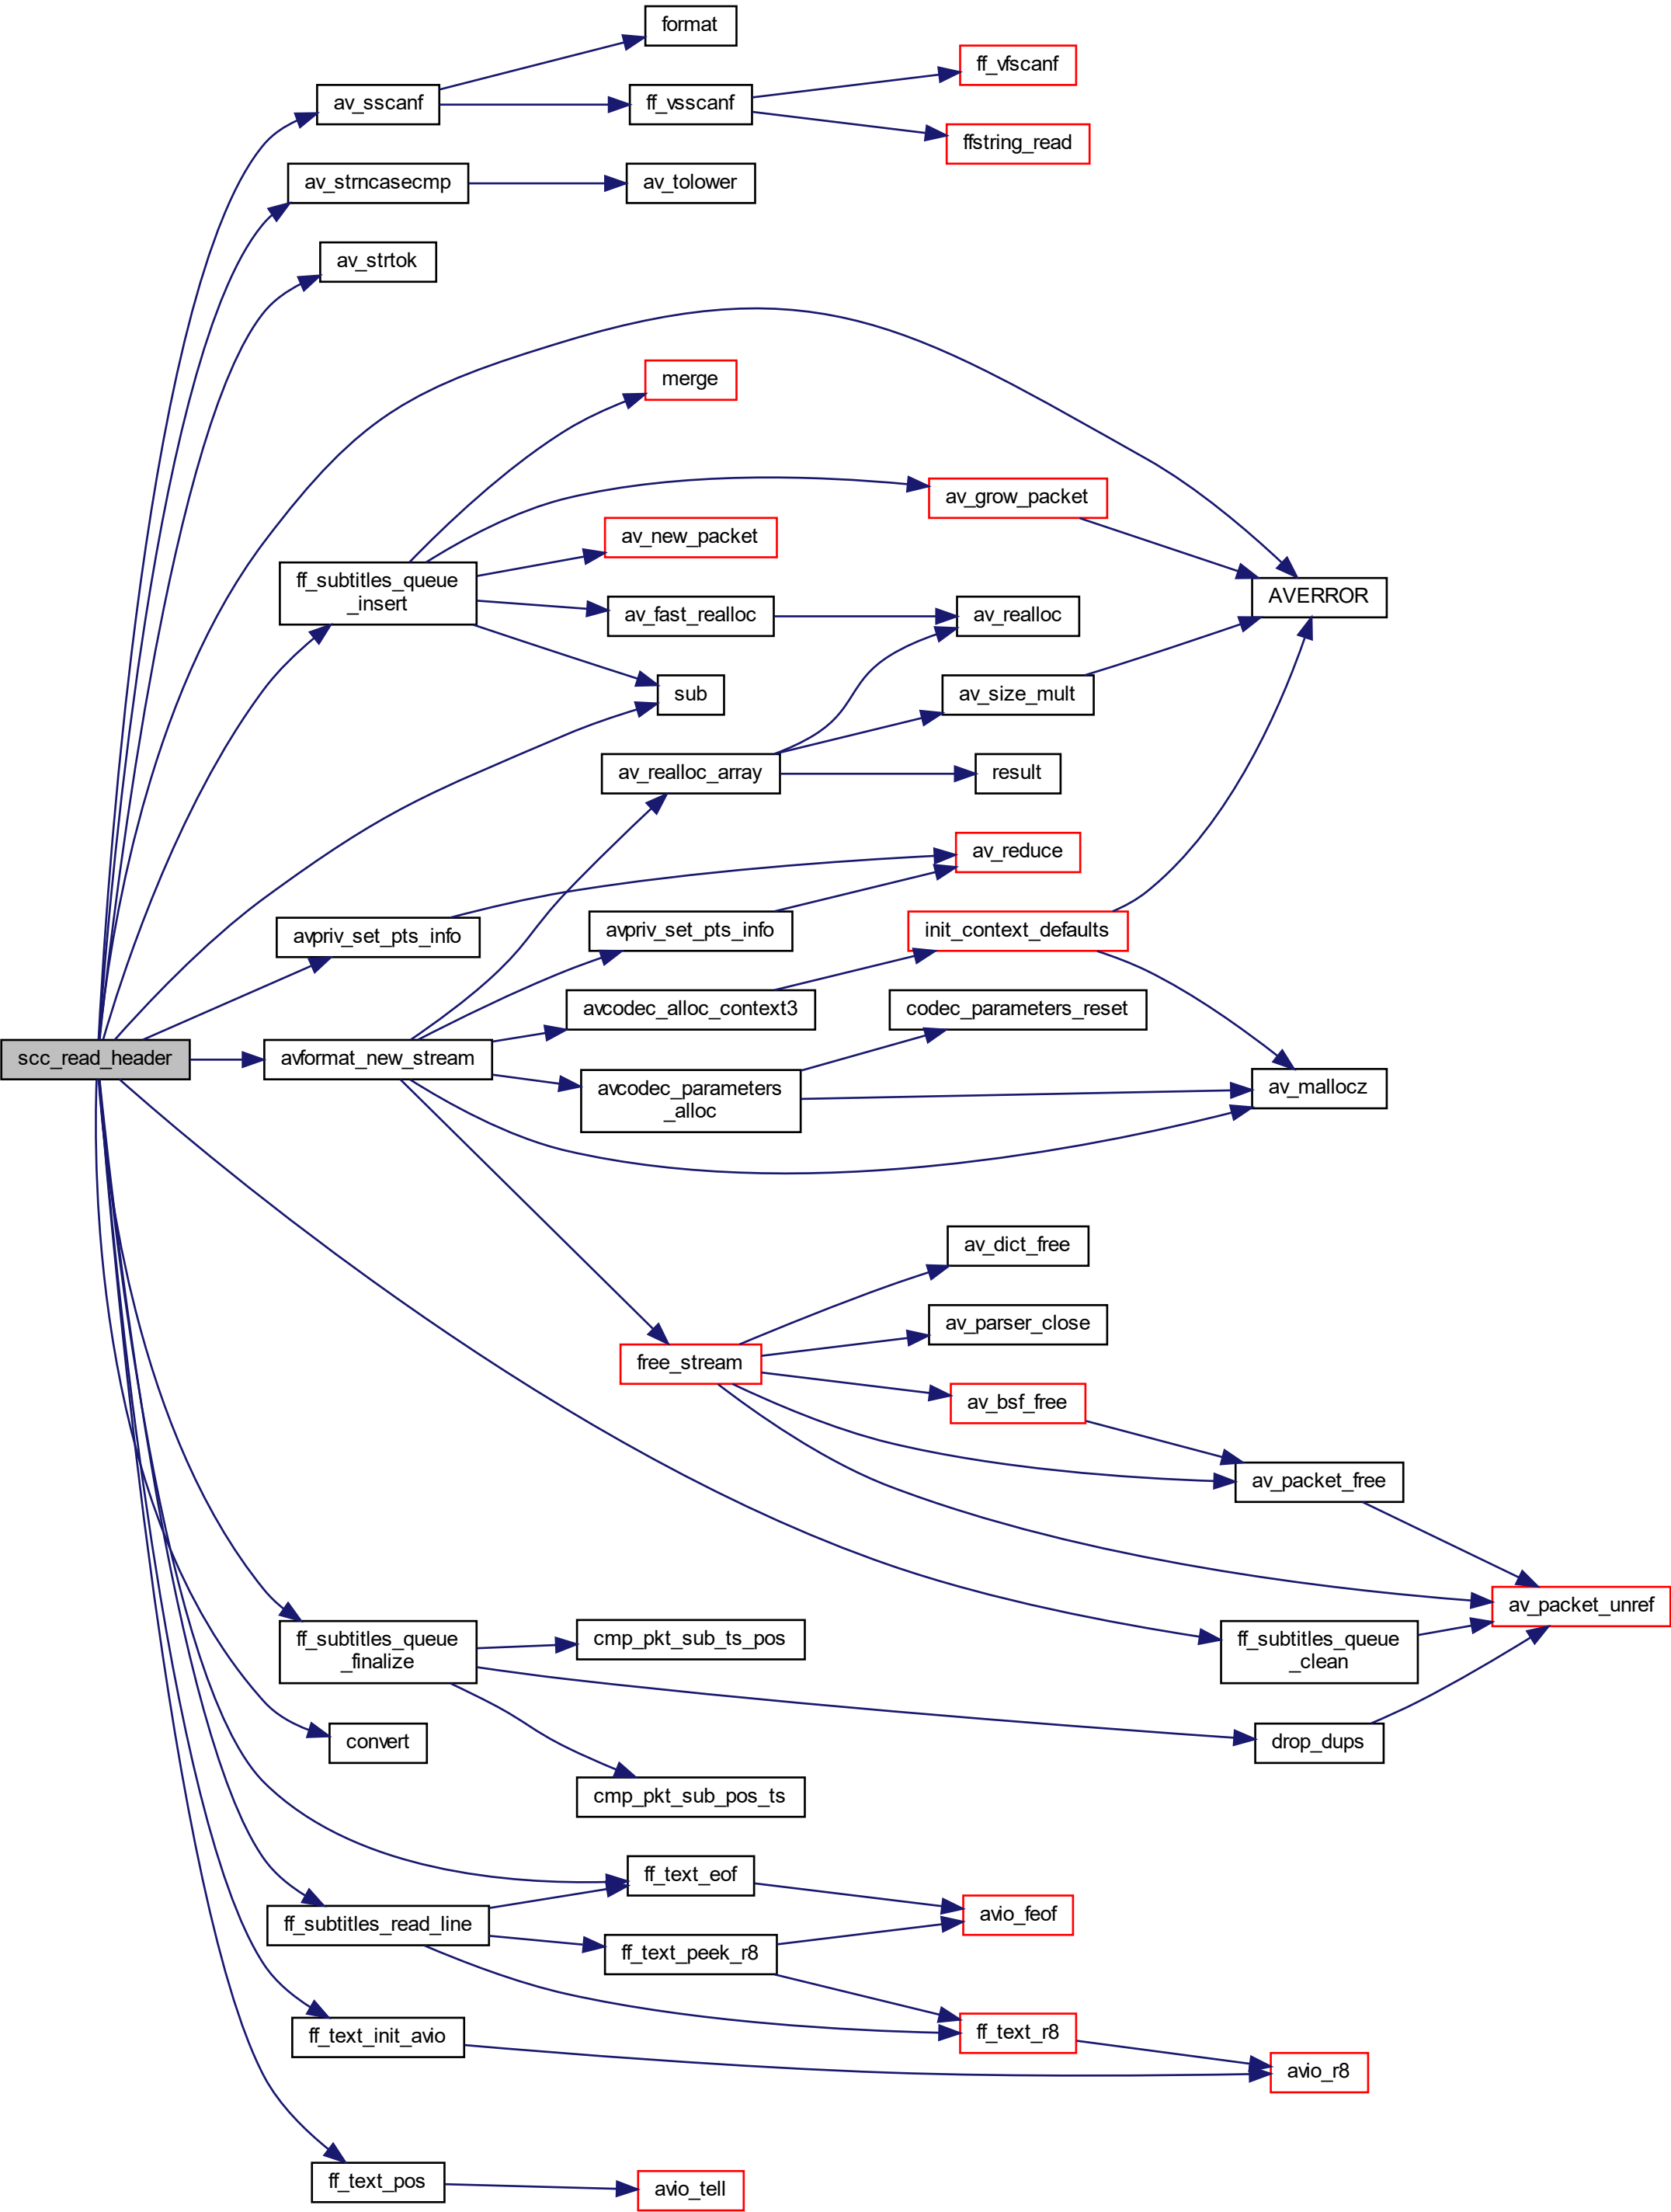 format
ff_vfscanf
av_sscanf
ff_vsscanf
ffstring_read
av_strncasecmp
av_tolower
av_strtok
merge
av_grow_packet
av_new_packet
ff_subtitles_queue
_insert
av_fast_realloc
av_realloc
AVERROR
sub
av_size_mult
av_realloc_array
result
av_reduce
avpriv_set_pts_info
avpriv_set_pts_info
init_context_defaults
avcodec_alloc_context3
codec_parameters_reset
scc_read_header
avformat_new_stream
avcodec_parameters
_alloc
av_mallocz
av_dict_free
av_parser_close
free_stream
av_bsf_free
av_packet_free
av_packet_unref
ff_subtitles_queue
_finalize
cmp_pkt_sub_ts_pos
ff_subtitles_queue
_clean
convert
drop_dups
cmp_pkt_sub_pos_ts
ff_text_eof
avio_feof
ff_subtitles_read_line
ff_text_peek_r8
ff_text_init_avio
ff_text_r8
avio_r8
ff_text_pos
avio_tell